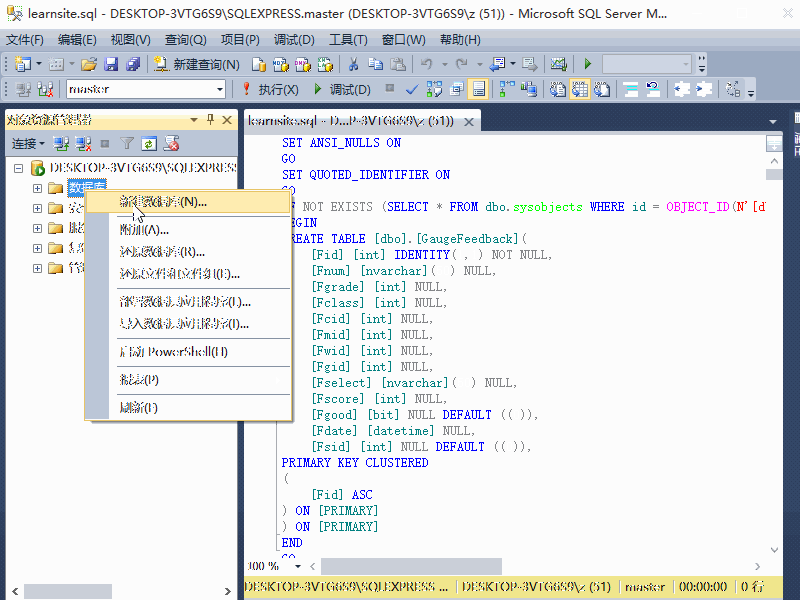 learnsite.sql - DESKTOP-3VTG6S9\SQLEXPRESS.master (DESKTOP-3VTG6S9\z (51)) - Microsoft SQL Server M...
文件(F) 编辑(E) 视图(V) 查询(Q) 项目(P) 调试(D) 工具(T) 窗口(W) 帮助(H)
新建查询(N)
master 执行(X) 调试(D)
对象资源管理器
learnsite.sql - D...P-3VTG6S9\z (51))
连接
DESKTOP-3VTG6S9\SQLEXPRESS
数据库
新建数据库(N)...
附加(A)...
还原数据库(R)...
还原文件和文件组(E)...
部署数据层应用程序(L)...
导入数据层应用程序(I)...
启动 PowerShell(H)
报表(P)
刷新(F)
SET ANSI_NULLS ON
GO
SET QUOTED_IDENTIFIER ON
GO
NOT EXISTS (SELECT * FROM dbo.sysobjects WHERE id = OBJECT_ID(N'[d
EGIN
REATE TABLE [dbo].[GaugeFeedback](
[Fid] [int] IDENTITY( , ) NOT NULL,
[Fnum] [nvarchar]( ) NULL,
[Fgrade] [int] NULL,
[Fclass] [int] NULL,
[Fcid] [int] NULL,
[Fmid] [int] NULL,
[Fwid] [int] NULL,
[Fgid] [int] NULL,
[Fselect] [nvarchar]( ) NULL,
[Fscore] [int] NULL,
[Fgood] [bit] NULL DEFAULT (( )),
[Fdate] [datetime] NULL,
[Fsid] [int] NULL DEFAULT (( )),
PRIMARY KEY CLUSTERED
(
[Fid] ASC
) ON [PRIMARY]
) ON [PRIMARY]
END
GO
100 %
DESKTOP-3VTG6S9\SQLEXPRESS ... DESKTOP-3VTG6S9\z (51) master 00:00:00 0 行